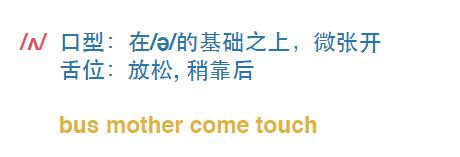 /ʌ/ 口型：在/ə/的基础之上，微张开
舌位：放松, 稍靠后
bus mother come touch